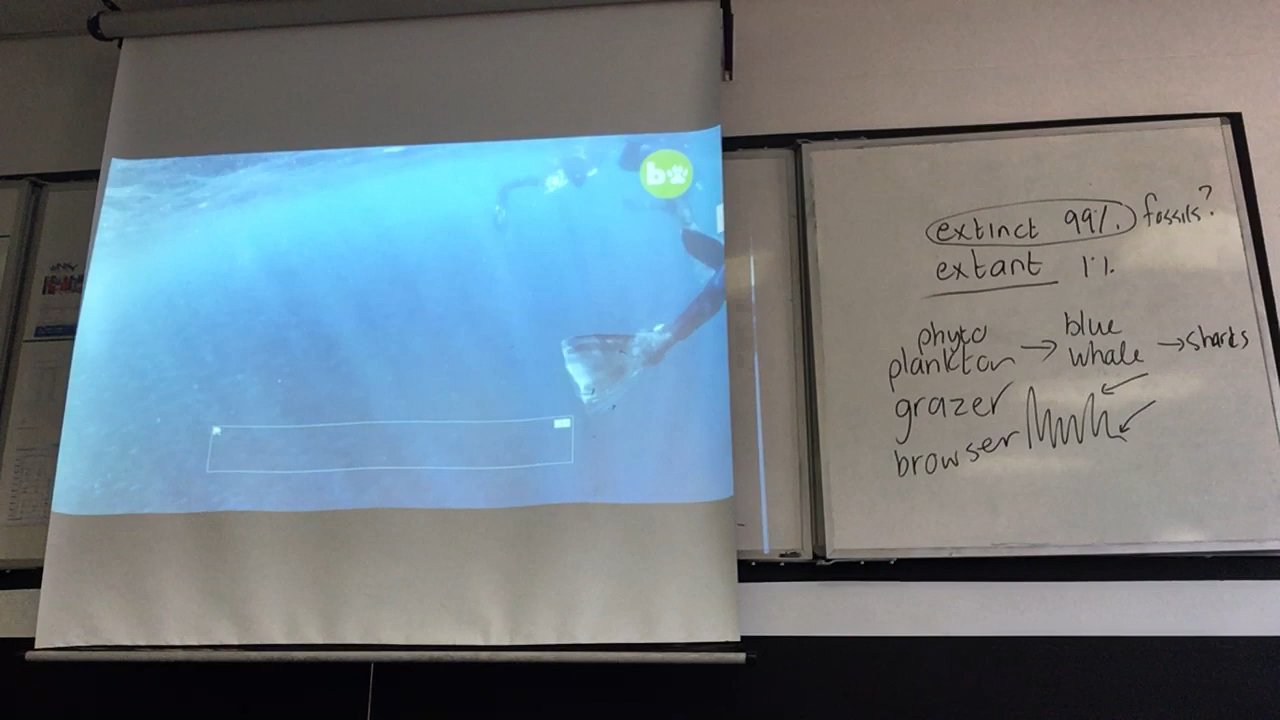 b
extinct 99%. fossils?
extant 1%.
phyto
plankton → blue
whale → sharks
grazer
browser